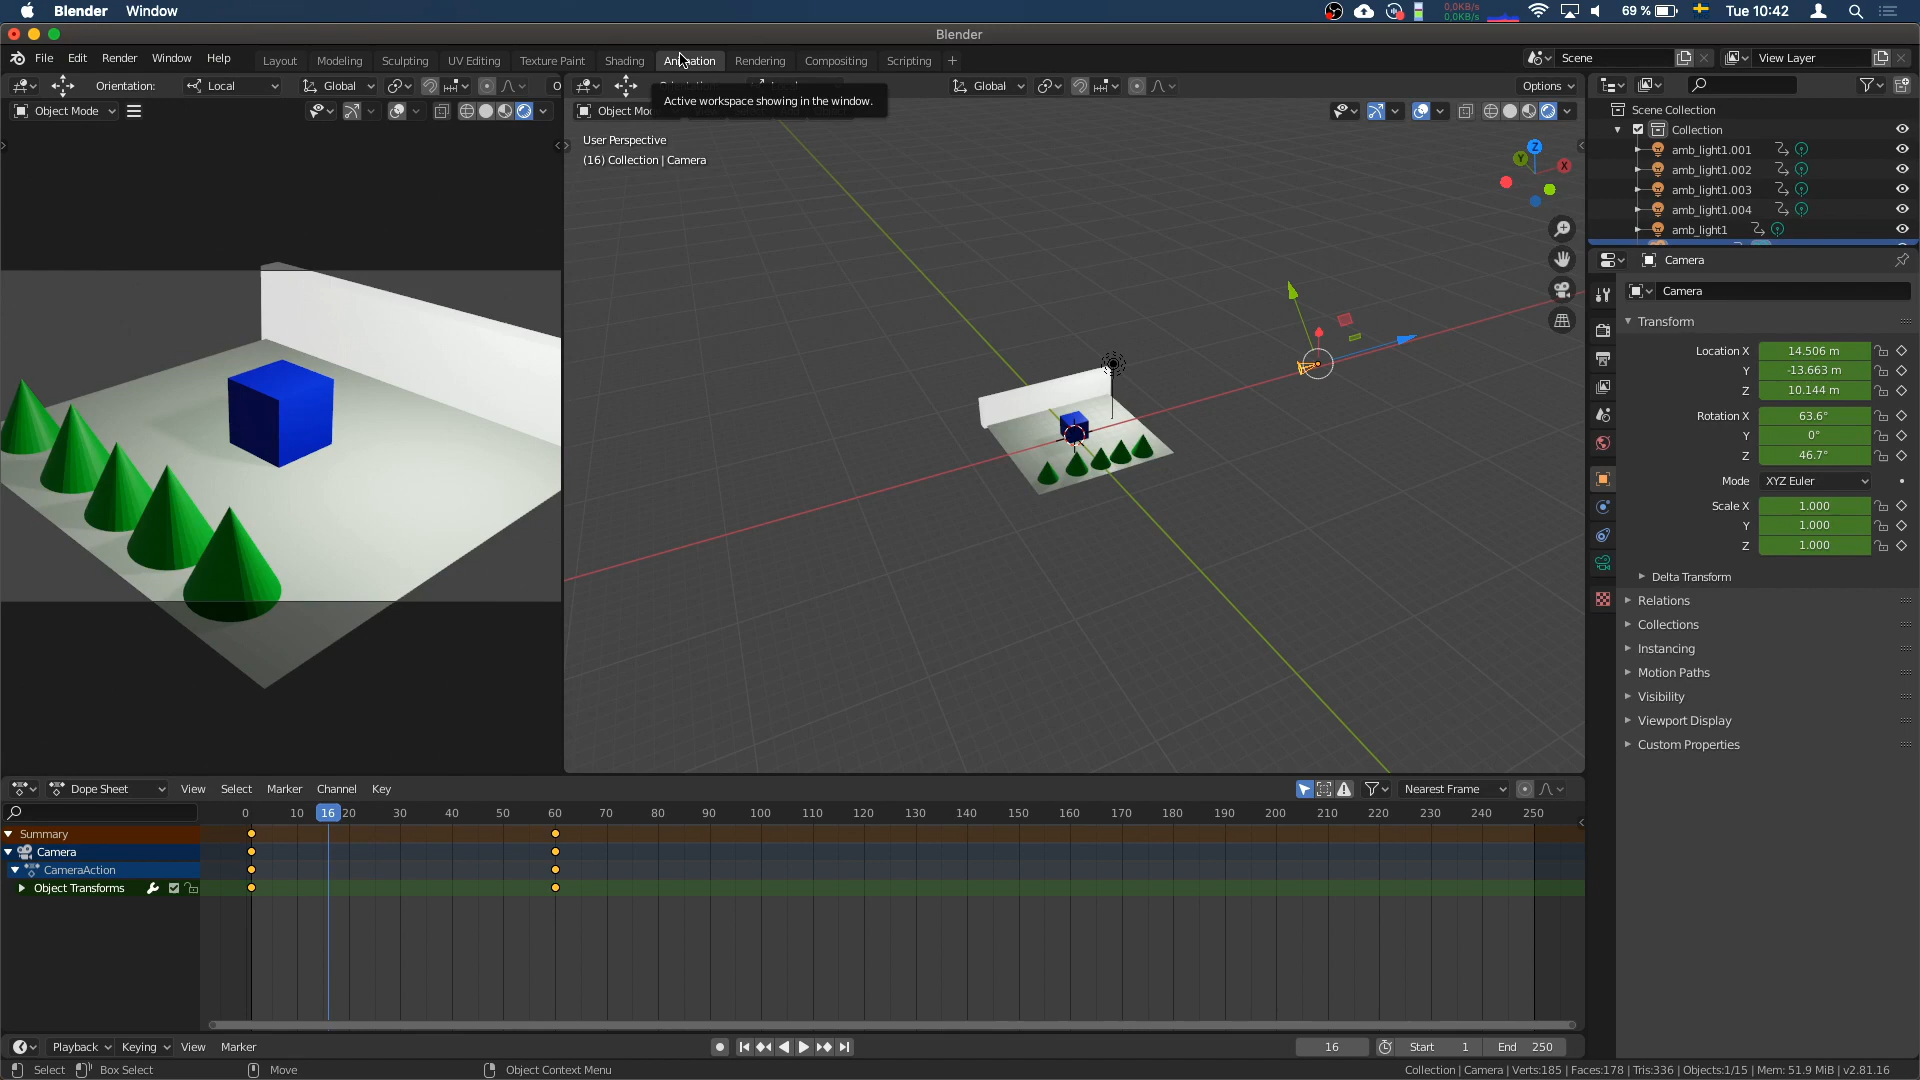 Blender Window 0,0KB/s 0,0KB/s 69 % Tue 10:42
Blender
File Edit Render Window Help Layout Modeling Sculpting UV Editing Texture Paint Shading Animation Rendering Compositing Scripting + Scene View Layer
Orientation: Local Global Global Options
Object Mode Object Mo Active workspace showing in the window.
User Perspective
(16) Collection | Camera
Z
Y
X
Scene Collection
Collection
amb_light1.001
amb_light1.002
amb_light1.003
amb_light1.004
amb_light1
Camera
Camera
Transform
Location X 14.506 m
Y -13.663 m
Z 10.144 m
Rotation X 63.6°
Y 0°
Z 46.7°
Mode XYZ Euler
Scale X 1.000
Y 1.000
Z 1.000
Delta Transform
Relations
Collections
Instancing
Motion Paths
Visibility
Viewport Display
Custom Properties
Dope Sheet View Select Marker Channel Key Nearest Frame
0 10 16 20 30 40 50 60 70 80 90 100 110 120 130 140 150 160 170 180 190 200 210 220 230 240 250
Summary
Camera
CameraAction
Object Transforms
Playback Keying View Marker 16 Start 1 End 250
Select Box Select Move Object Context Menu Collection | Camera | Verts:185 | Faces:178 | Tris:336 | Objects:1/15 | Mem: 51.9 MiB | v2.81.16